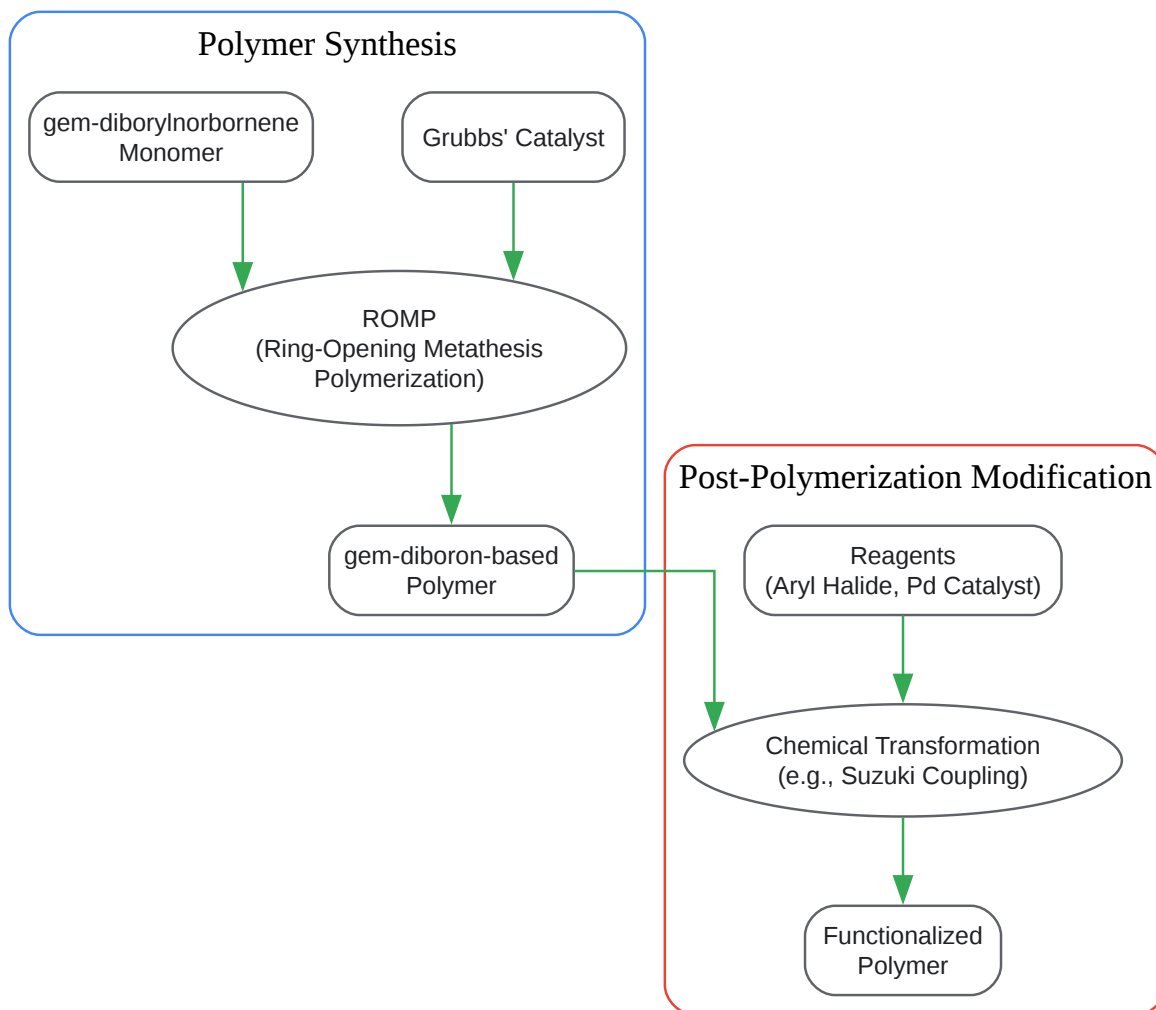 Polymer Synthesis
gem-diborylnorbornene
Monomer
Grubbs' Catalyst
ROMP
(Ring-Opening Metathesis
Polymerization)
gem-diboron-based
Polymer
Post-Polymerization Modification
Reagents
(Aryl Halide, Pd Catalyst)
Chemical Transformation
(e.g., Suzuki Coupling)
Functionalized
Polymer